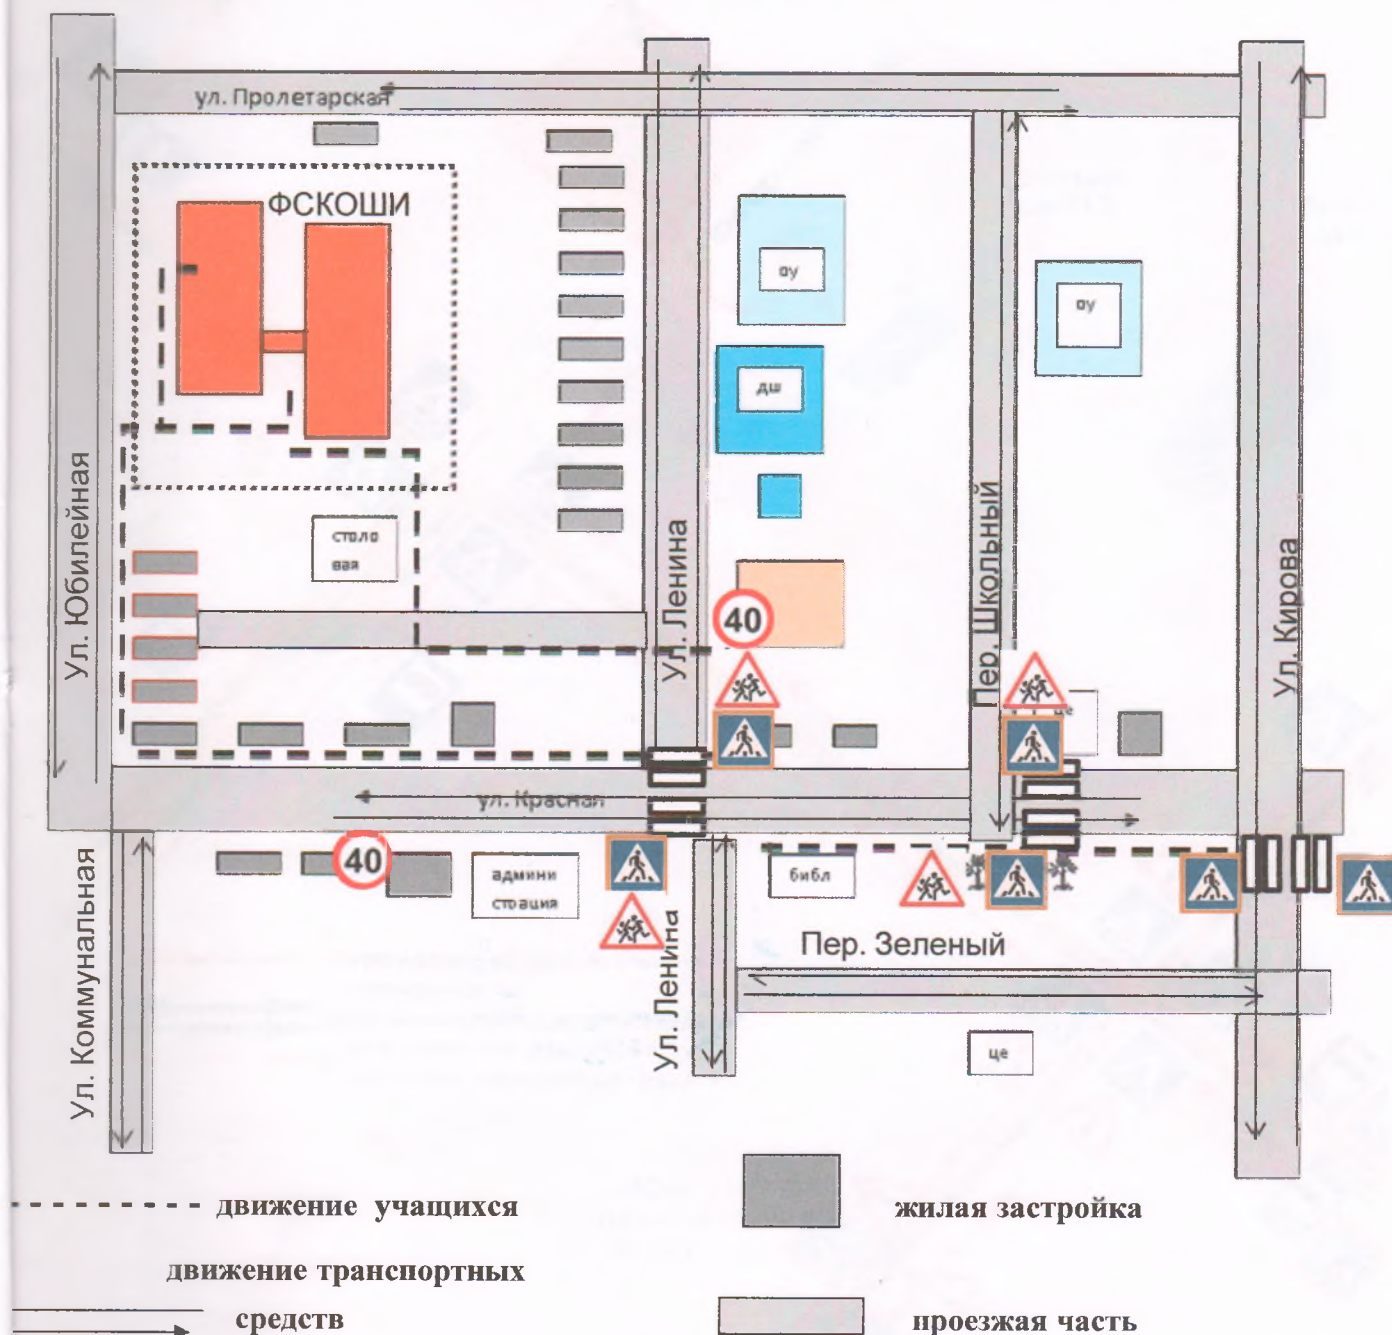 ул. Пролетарская
ФСКОШИ
оу
оу
дш
Ул. Юбилейная
столо
вая
Ул. Ленина
Пер. Школьный
Ул. Кирова
40
це
ул. Красная
40
админи
страция
библ
Ул. Коммунальная
Ул. Ленина
Пер. Зеленый
це
движение учащихся
жилая застройка
движение транспортных
средств
проезжая часть